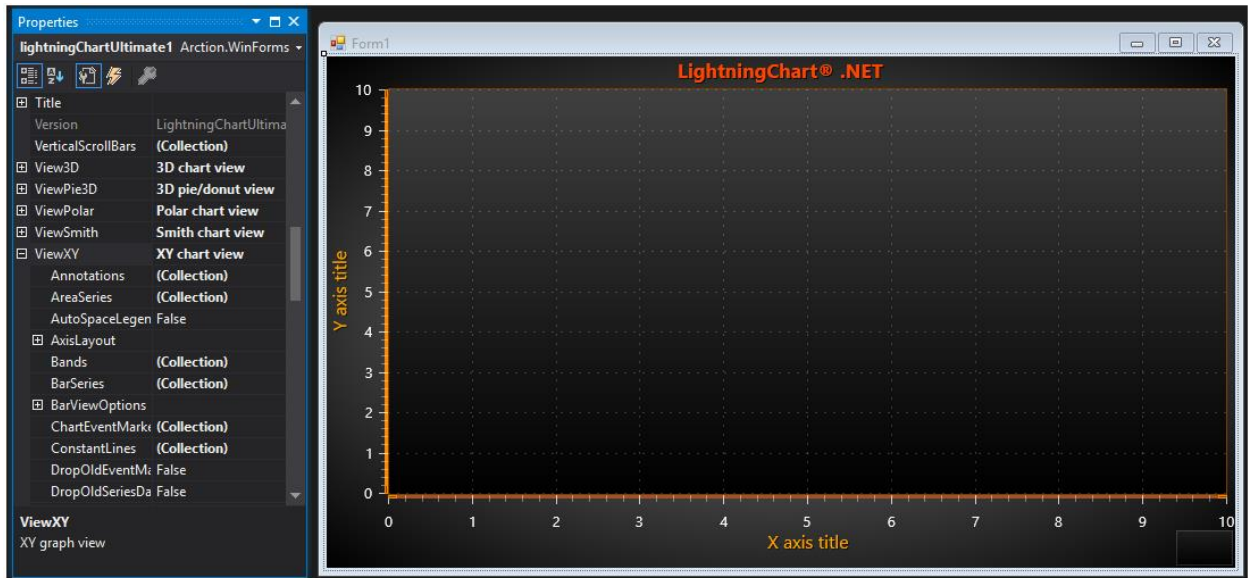 Properties
lightningChartUltimate1 Arction.WinForms
Title
Version LightningChartUltima
VerticalScrollBars (Collection)
View3D 3D chart view
ViewPie3D 3D pie/donut view
ViewPolar Polar chart view
ViewSmith Smith chart view
ViewXY XY chart view
Annotations (Collection)
AreaSeries (Collection)
AutoSpaceLegen False
AxisLayout
Bands (Collection)
BarSeries (Collection)
BarViewOptions
ChartEventMarke (Collection)
ConstantLines (Collection)
DropOldEventMa False
DropOldSeriesDa False
ViewXY
XY graph view
Form1
LightningChart® .NET
10
9
8
7
6
5
4
3
2
1
0
Y axis title
0 1 2 3 4 5 6 7 8 9 10
X axis title